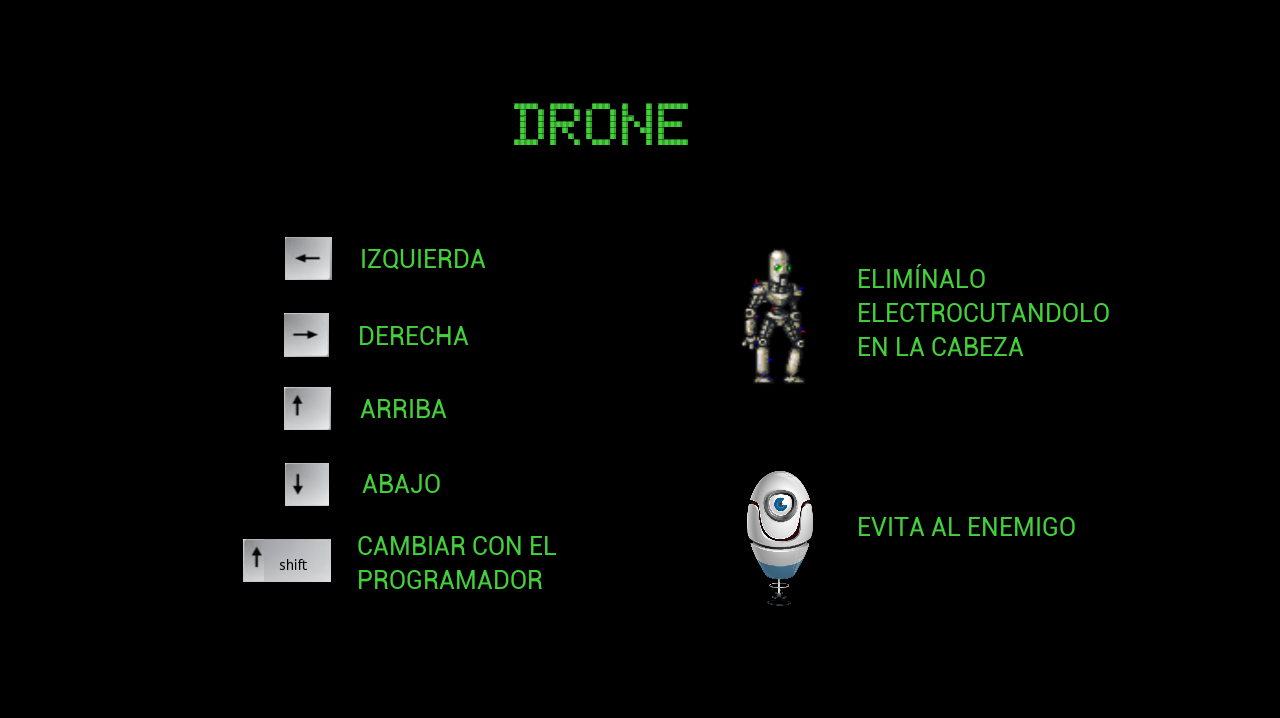 DRONE
IZQUIERDA
DERECHA
ARRIBA
ABAJO
shift
CAMBIAR CON EL
PROGRAMADOR
ELIMÍNALO
ELECTROCUTANDOLO
EN LA CABEZA
EVITA AL ENEMIGO